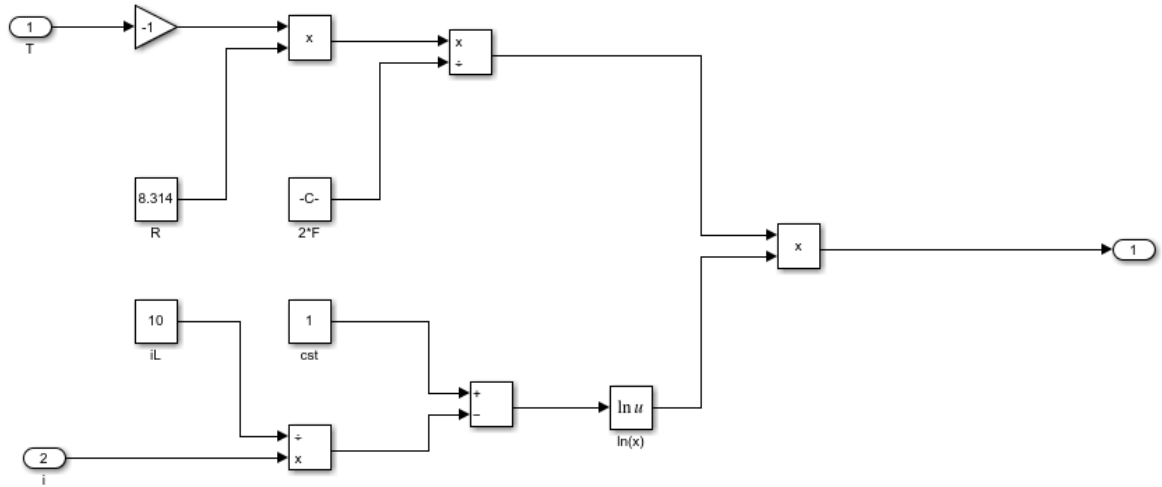 1
T
-1
x
x
÷
8.314
R
-C-
2*F
x
1
10
iL
1
cst
+
−
ln u
ln(x)
÷
x
2
i